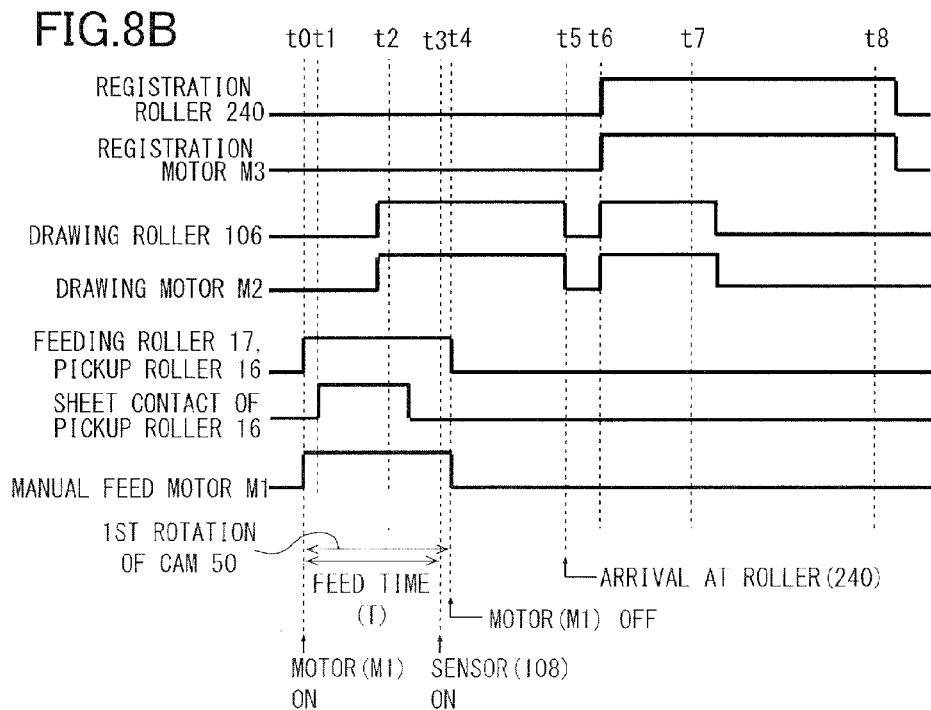 FIG.8B
t0 t1 t2 t3 t4 t5 t6 t7 t8
REGISTRATION
ROLLER 240
REGISTRATION
MOTOR M3
DRAWING ROLLER 106
DRAWING MOTOR M2
FEEDING ROLLER 17,
PICKUP ROLLER 16
SHEET CONTACT OF
PICKUP ROLLER 16
MANUAL FEED MOTOR M1
1ST ROTATION
OF CAM 50
FEED TIME
(T)
ARRIVAL AT ROLLER(240)
MOTOR(M1) OFF
MOTOR(M1)
ON
SENSOR(108)
ON